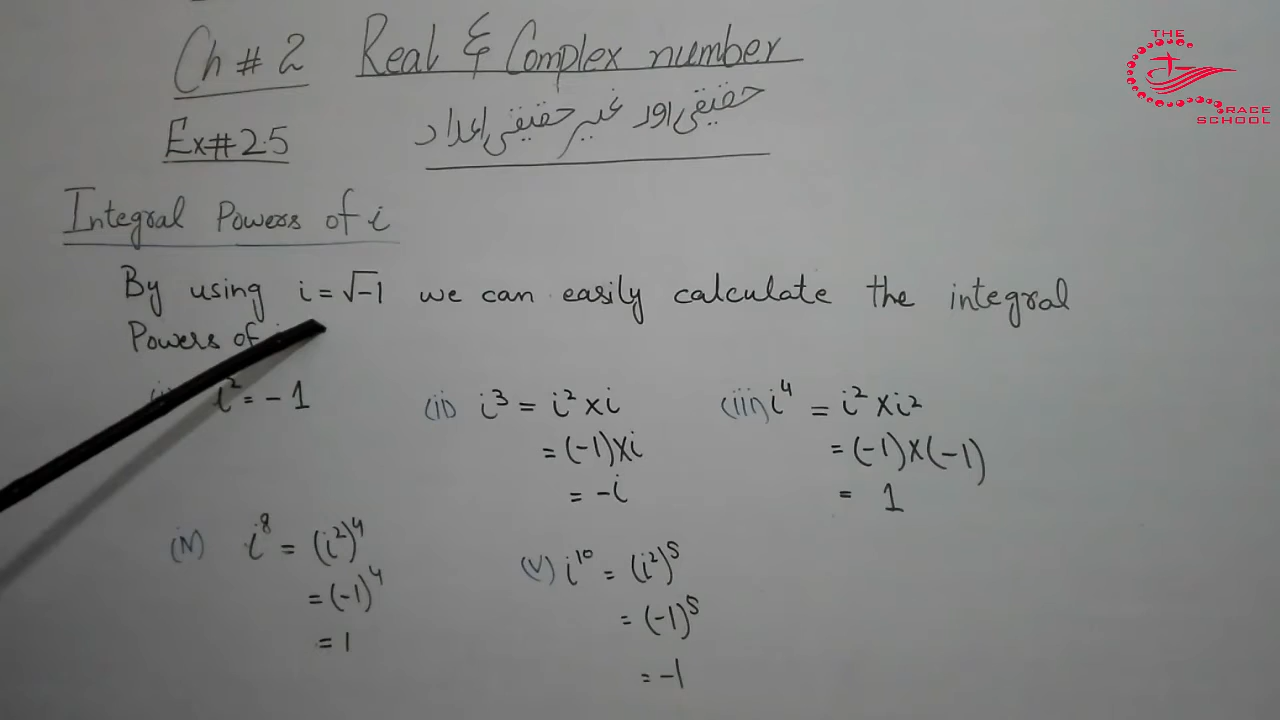 Ch # 2 Real & Complex number
حقیقی اور غیر حقیقی اعداد
Ex# 2.5
Integral Powers of i
By using i = √-1 we can easily calculate the integral
Powers of
i² = -1
(ii) i³ = i² × i
= (-1) × i
= -i
(iii) i⁴ = i² × i²
= (-1) × (-1)
= 1
(iv) i⁸ = (i²)⁴
= (-1)⁴
= 1
(v) i¹⁰ = (i²)⁵
= (-1)⁵
= -1
THE
RACE
SCHOOL